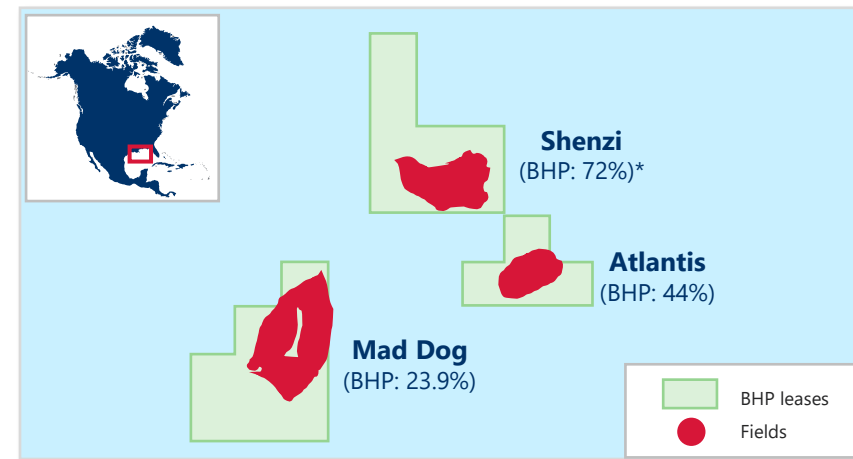 Shenzi
(BHP: 72%)*
Atlantis
(BHP: 44%)
Mad Dog
(BHP: 23.9%)
BHP leases
Fields